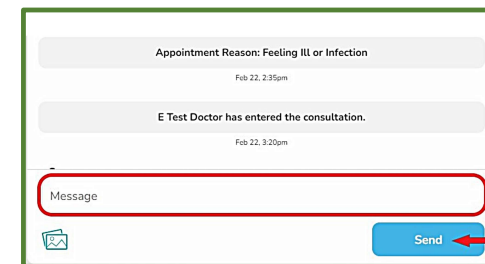 Appointment Reason: Feeling Ill or Infection
Feb 22, 2:35pm
E Test Doctor has entered the consultation.
Feb 22, 3:20pm
Message
Send